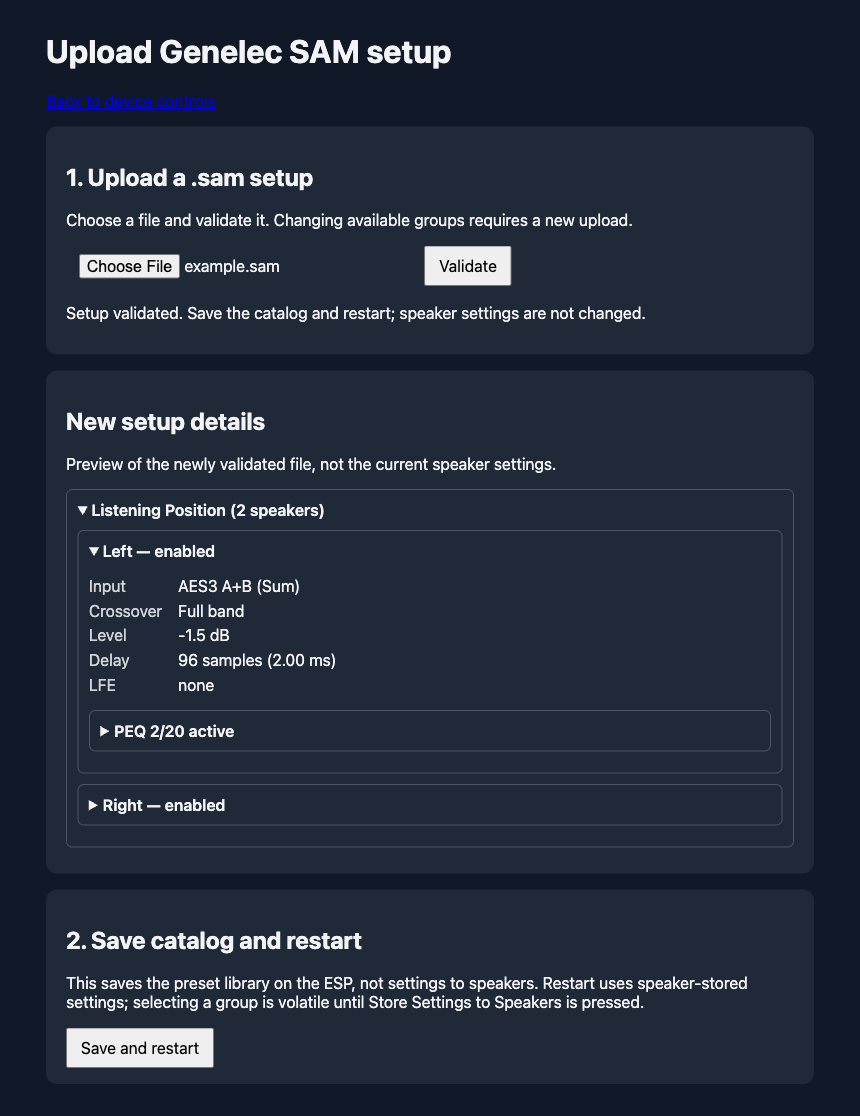 Upload Genelec SAM setup
Back to device controls
1. Upload a .sam setup
Choose a file and validate it. Changing available groups requires a new upload.
Choose File example.sam
Validate
Setup validated. Save the catalog and restart; speaker settings are not changed.
New setup details
Preview of the newly validated file, not the current speaker settings.
▼ Listening Position (2 speakers)
▼ Left — enabled
Input AES3 A+B (Sum)
Crossover Full band
Level -1.5 dB
Delay 96 samples (2.00 ms)
LFE none
▶ PEQ 2/20 active
▶ Right — enabled
2. Save catalog and restart
This saves the preset library on the ESP, not settings to speakers. Restart uses speaker-stored
settings; selecting a group is volatile until Store Settings to Speakers is pressed.
Save and restart